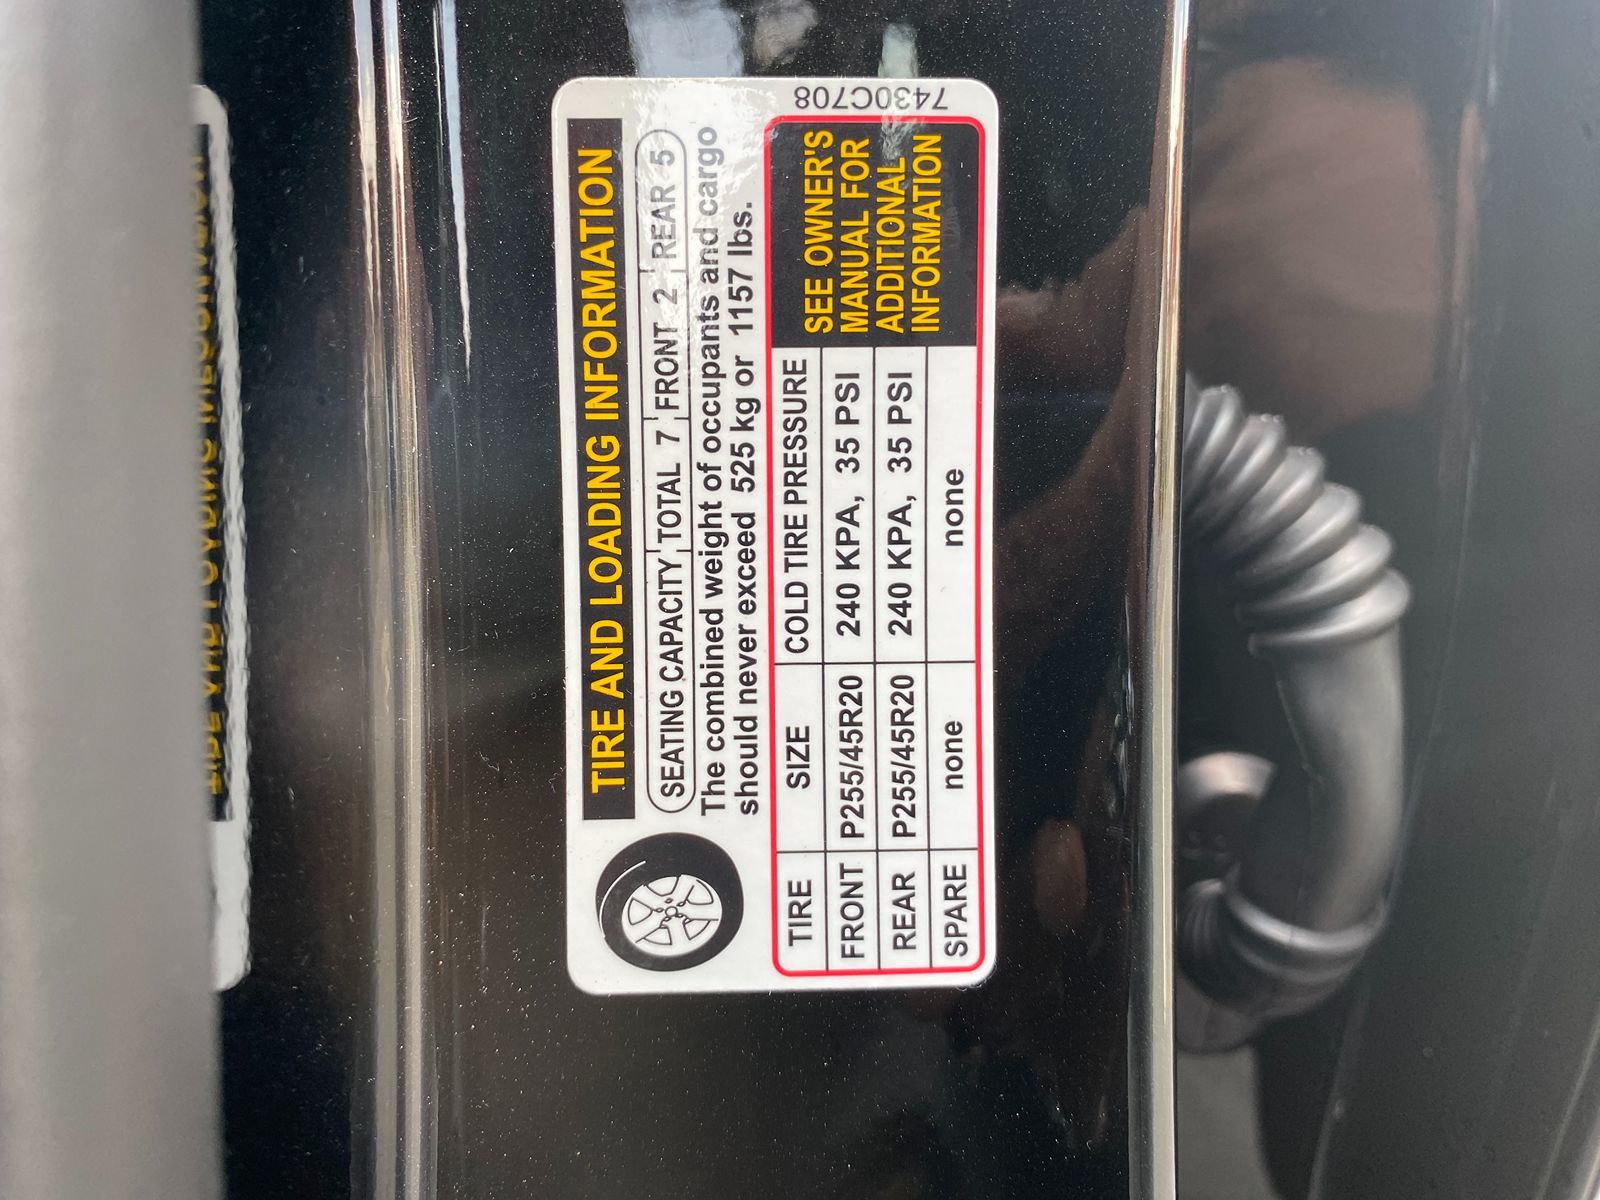 TIRE AND LOADING INFORMATION
SEATING CAPACITY TOTAL 7 FRONT 2 REAR 5
The combined weight of occupants and cargo
should never exceed 525 kg or 1157 lbs.
TIRE SIZE COLD TIRE PRESSURE
FRONT P255/45R20 240 KPA, 35 PSI
REAR P255/45R20 240 KPA, 35 PSI
SPARE none none
SEE OWNER'S
MANUAL FOR
ADDITIONAL
INFORMATION
7430C708